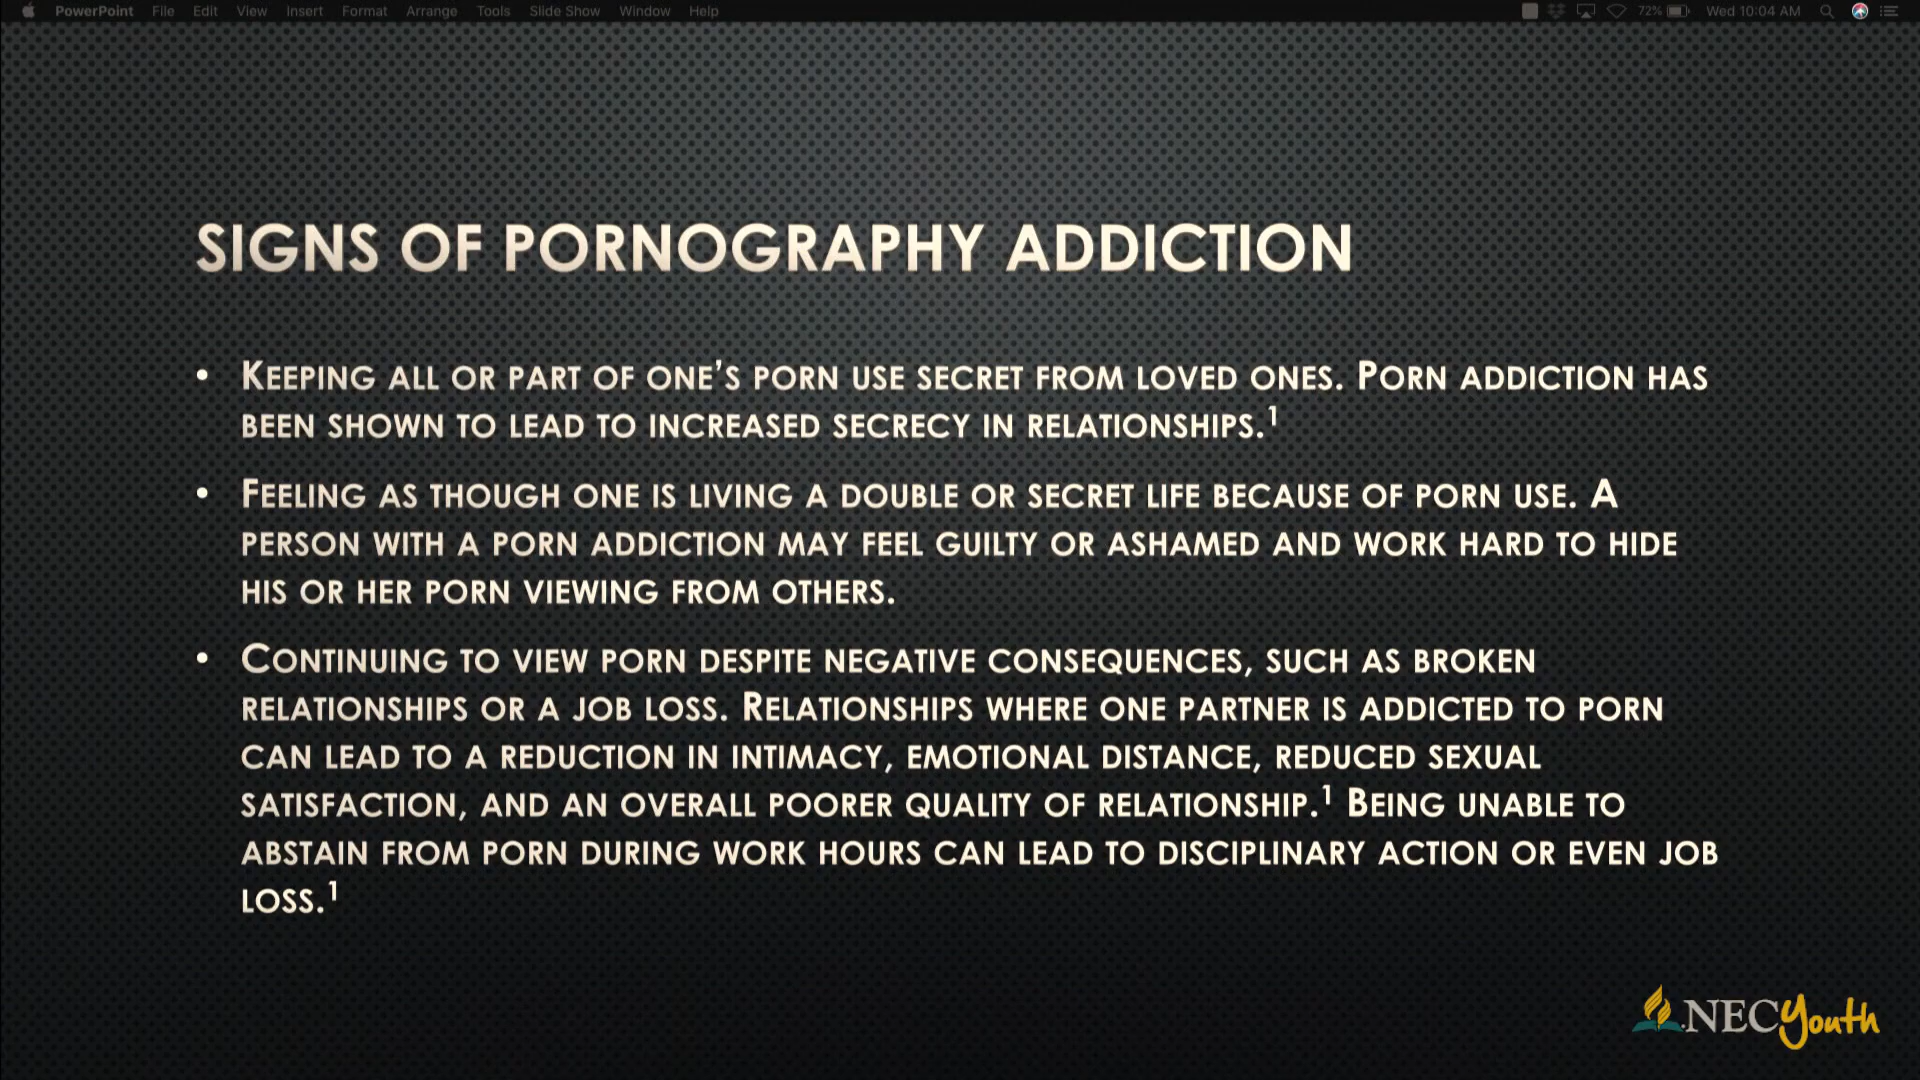 PowerPoint File Edit View Insert Format Arrange Tools Slide Show Window Help 72% Wed 10:04 AM
SIGNS OF PORNOGRAPHY ADDICTION
• KEEPING ALL OR PART OF ONE'S PORN USE SECRET FROM LOVED ONES. PORN ADDICTION HAS
BEEN SHOWN TO LEAD TO INCREASED SECRECY IN RELATIONSHIPS.¹
• FEELING AS THOUGH ONE IS LIVING A DOUBLE OR SECRET LIFE BECAUSE OF PORN USE. A
PERSON WITH A PORN ADDICTION MAY FEEL GUILTY OR ASHAMED AND WORK HARD TO HIDE
HIS OR HER PORN VIEWING FROM OTHERS.
• CONTINUING TO VIEW PORN DESPITE NEGATIVE CONSEQUENCES, SUCH AS BROKEN
RELATIONSHIPS OR A JOB LOSS. RELATIONSHIPS WHERE ONE PARTNER IS ADDICTED TO PORN
CAN LEAD TO A REDUCTION IN INTIMACY, EMOTIONAL DISTANCE, REDUCED SEXUAL
SATISFACTION, AND AN OVERALL POORER QUALITY OF RELATIONSHIP.¹ BEING UNABLE TO
ABSTAIN FROM PORN DURING WORK HOURS CAN LEAD TO DISCIPLINARY ACTION OR EVEN JOB
LOSS.¹
NECYouth